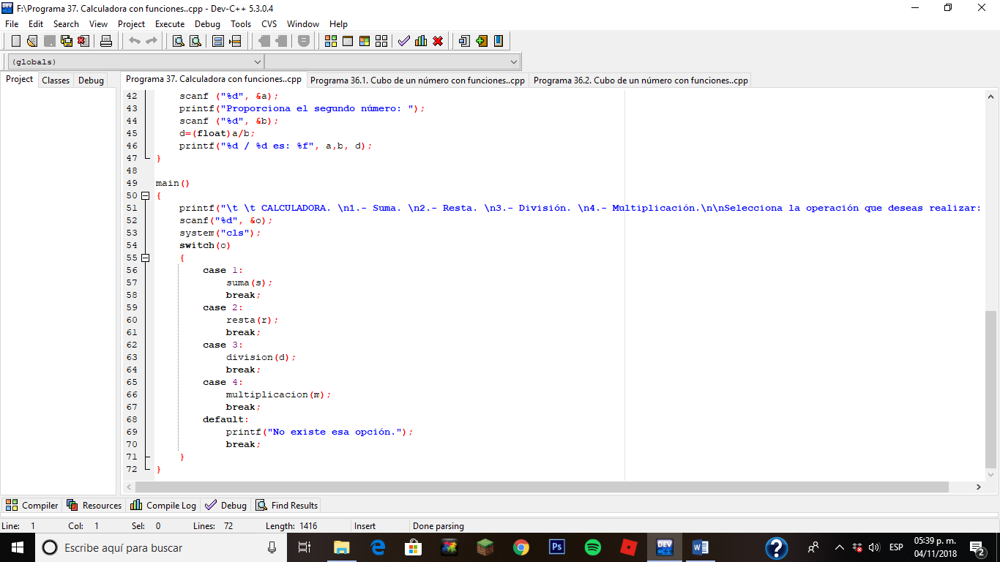 F:\Programa 37. Calculadora con funciones..cpp - Dev-C++ 5.3.0.4
File Edit Search View Project Execute Debug Tools CVS Window Help
(globals)
Project Classes Debug
Programa 37. Calculadora con funciones..cpp Programa 36.1. Cubo de un número con funciones..cpp Programa 36.2. Cubo de un número con funciones..cpp
42 scanf ("%d", &a);
43 printf("Proporciona el segundo número: ");
44 scanf ("%d", &b);
45 d=(float)a/b;
46 printf("%d / %d es: %f", a,b, d);
47 }
48
49 main()
50 {
51 printf("\t \t CALCULADORA. \n1.- Suma. \n2.- Resta. \n3.- División. \n4.- Multiplicación.\n\nSelecciona la operación que deseas realizar:
52 scanf("%d", &o);
53 system("cls");
54 switch(o)
55 {
56 case 1:
57 suma(s);
58 break;
59 case 2:
60 resta(r);
61 break;
62 case 3:
63 division(d);
64 break;
65 case 4:
66 multiplicacion(m);
67 break;
68 default:
69 printf("No existe esa opción.");
70 break;
71 }
72 }
Compiler Resources Compile Log Debug Find Results
Line: 1 Col: 1 Sel: 0 Lines: 72 Length: 1416 Insert Done parsing
Escribe aquí para buscar
ESP
05:39 p. m.
04/11/2018
2